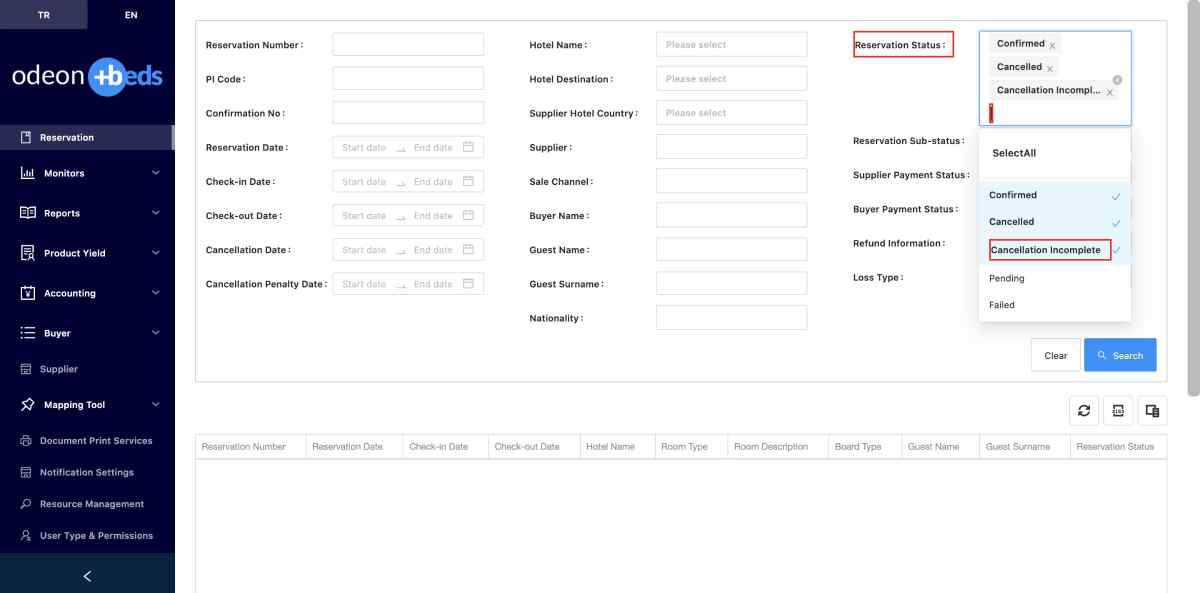 TR
EN
odeon +beds
Reservation
Monitors
Reports
Product Yield
Accounting
Buyer
Supplier
Mapping Tool
Document Print Services
Notification Settings
Resource Management
User Type & Permissions
Reservation Number :
PI Code :
Confirmation No :
Reservation Date : Start date End date
Check-in Date : Start date End date
Check-out Date : Start date End date
Cancellation Date : Start date End date
Cancellation Penalty Date : Start date End date
Hotel Name : Please select
Hotel Destination : Please select
Supplier Hotel Country : Please select
Supplier :
Sale Channel :
Buyer Name :
Guest Name :
Guest Surname :
Nationality :
Reservation Status :
Confirmed
Cancelled
Cancellation Incompl...
Reservation Sub-status :
Supplier Payment Status :
Buyer Payment Status :
Refund Information :
Loss Type :
SelectAll
Confirmed
Cancelled
Cancellation Incomplete
Pending
Failed
Clear
Search
Reservation Number Reservation Date Check-in Date Check-out Date Hotel Name Room Type Room Description Board Type Guest Name Guest Surname Reservation Status